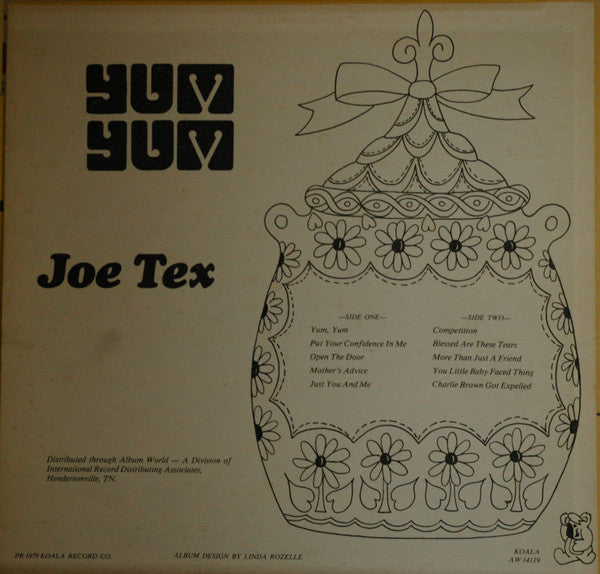 YUM
YUM
Joe Tex
—SIDE ONE—
Yum, Yum
Put Your Confidence In Me
Open The Door
Mother's Advice
Just You And Me
—SIDE TWO—
Competition
Blessed Are These Tears
More Than Just A Friend
You Little Baby Faced Thing
Charlie Brown Got Expelled
Distributed through Album World — A Division of
International Record Distributing Associates,
Hendersonville, TN.
PR 1979 KOALA RECORD CO.
ALBUM DESIGN BY LINDA ROZELLE
KOALA
AW 14119